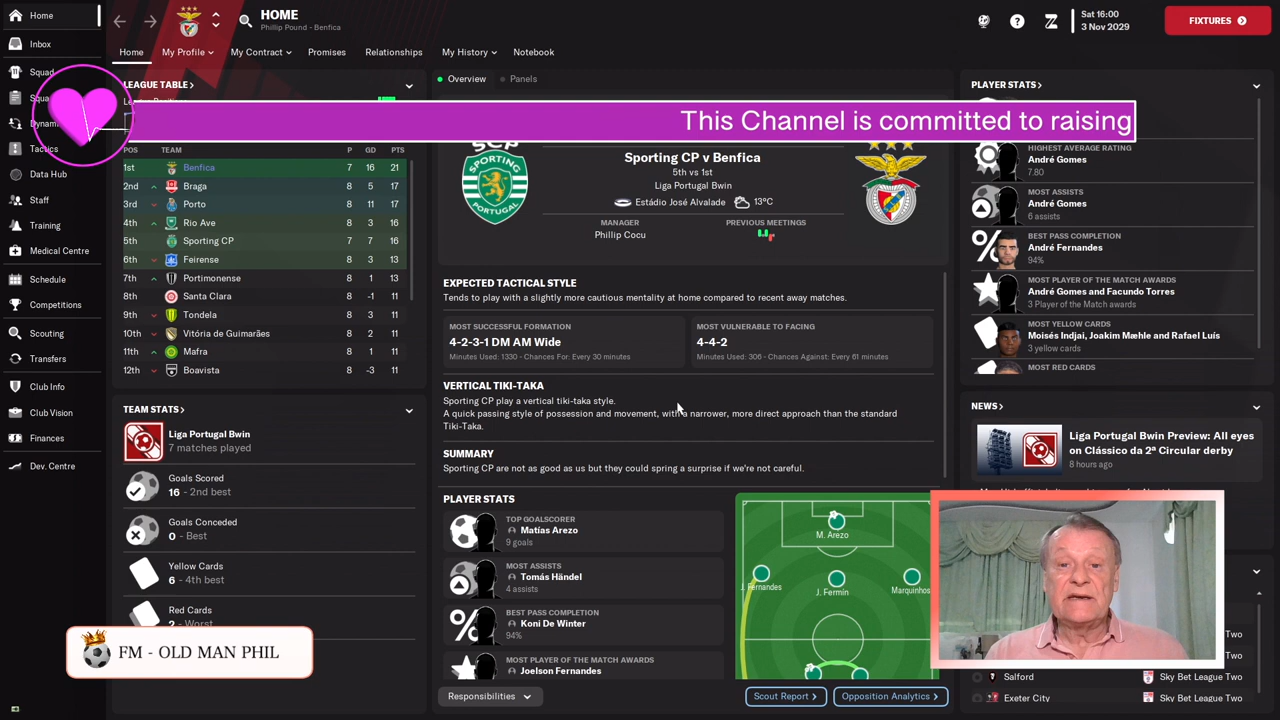 Home
Inbox
Squad
Squa
Dynam
Tactics
Data Hub
Staff
Training
Medical Centre
Schedule
Competitions
Scouting
Transfers
Club Info
Club Vision
Finances
Dev. Centre
HOME
Phillip Pound - Benfica
Sat 16:00
3 Nov 2029
FIXTURES
Home
My Profile
My Contract
Promises
Relationships
My History
Notebook
LEAGUE TABLE
This Channel is committed to raising
POS TEAM P GD PTS
1st Benfica 7 16 21
2nd Braga 8 5 17
3rd Porto 8 11 17
4th Rio Ave 8 3 16
5th Sporting CP 7 7 16
6th Feirense 8 3 13
7th Portimonense 8 1 13
8th Santa Clara 8 -1 11
9th Tondela 8 3 11
10th Vitória de Guimarães 8 2 11
11th Mafra 8 1 11
12th Boavista 8 -3 11
TEAM STATS
Liga Portugal Bwin
7 matches played
Goals Scored
16 - 2nd best
Goals Conceded
0 - Best
Yellow Cards
6 - 4th best
Red Cards
2 - Worst
FM - OLD MAN PHIL
Overview
Panels
SCP
SPORTING
PORTUGAL
Sporting CP v Benfica
5th vs 1st
Liga Portugal Bwin
Estádio José Alvalade 13°C
MANAGER
Phillip Cocu
PREVIOUS MEETINGS
EXPECTED TACTICAL STYLE
Tends to play with a slightly more cautious mentality at home compared to recent away matches.
MOST SUCCESSFUL FORMATION
4-2-3-1 DM AM Wide
Minutes Used: 1330 - Chances For: Every 30 minutes
MOST VULNERABLE TO FACING
4-4-2
Minutes Used: 306 - Chances Against: Every 61 minutes
VERTICAL TIKI-TAKA
Sporting CP play a vertical tiki-taka style.
A quick passing style of possession and movement, with a narrower, more direct approach than the standard
Tiki-Taka.
SUMMARY
Sporting CP are not as good as us but they could spring a surprise if we're not careful.
PLAYER STATS
TOP GOALSCORER
Matías Arezo
9 goals
MOST ASSISTS
Tomás Händel
4 assists
BEST PASS COMPLETION
Koni De Winter
94%
MOST PLAYER OF THE MATCH AWARDS
Joelson Fernandes
M. Arezo
J. Fernandes
J. Fermín
Marquinhos
Responsibilities
Scout Report >
Opposition Analytics >
PLAYER STATS
HIGHEST AVERAGE RATING
André Gomes
7.80
MOST ASSISTS
André Gomes
6 assists
BEST PASS COMPLETION
André Fernandes
94%
MOST PLAYER OF THE MATCH AWARDS
André Gomes and Facundo Torres
3 Player of the Match awards
MOST YELLOW CARDS
Moisés Indjai, Joakim Mæhle and Rafael Luís
3 yellow cards
MOST RED CARDS
NEWS
Liga Portugal Bwin Preview: All eyes
on Clássico da 2ª Circular derby
8 hours ago
Two
Two
Salford Sky Bet League Two
Exeter City Sky Bet League Two